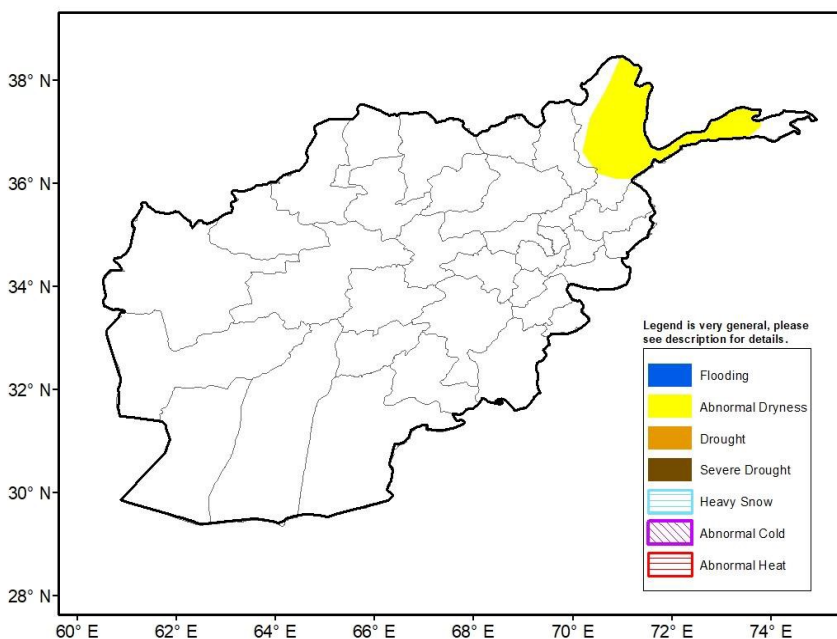 38° N
36° N
34° N
32° N
30° N
28° N
Legend is very general, please
see description for details.
Flooding
Abnormal Dryness
Drought
Severe Drought
Heavy Snow
Abnormal Cold
Abnormal Heat
60° E
62° E
64° E
66° E
68° E
70° E
72° E
74° E